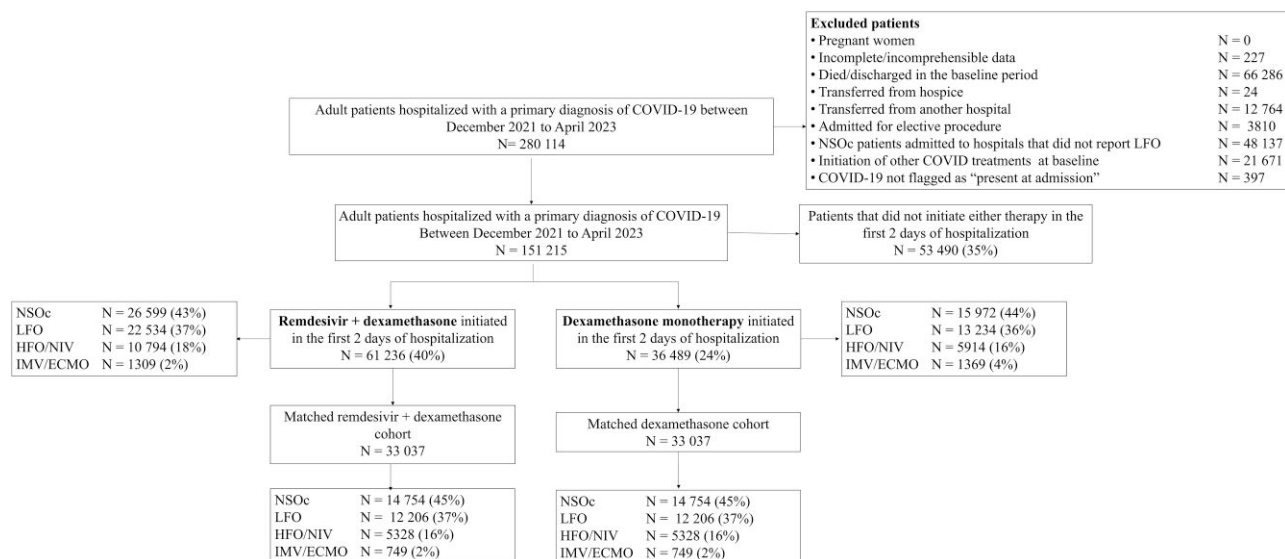 Excluded patients
• Pregnant women N = 0
• Incomplete/incomprehensible data N = 227
• Died/discharged in the baseline period N = 66 286
• Transferred from hospice N = 24
• Transferred from another hospital N = 12 764
• Admitted for elective procedure N = 3810
• NSOc patients admitted to hospitals that did not report LFO N = 48 137
• Initiation of other COVID treatments at baseline N = 21 671
• COVID-19 not flagged as “present at admission” N = 397
Adult patients hospitalized with a primary diagnosis of COVID-19 between
December 2021 to April 2023
N= 280 114
Adult patients hospitalized with a primary diagnosis of COVID-19
Between December 2021 to April 2023
N = 151 215
Patients that did not initiate either therapy in the
first 2 days of hospitalization
N = 53 490 (35%)
NSOc N = 26 599 (43%)
LFO N = 22 534 (37%)
HFO/NIV N = 10 794 (18%)
IMV/ECMO N = 1309 (2%)
Remdesivir + dexamethasone initiated
in the first 2 days of hospitalization
N = 61 236 (40%)
Dexamethasone monotherapy initiated
in the first 2 days of hospitalization
N = 36 489 (24%)
NSOc N = 15 972 (44%)
LFO N = 13 234 (36%)
HFO/NIV N = 5914 (16%)
IMV/ECMO N = 1369 (4%)
Matched remdesivir + dexamethasone
cohort
N = 33 037
Matched dexamethasone cohort
N = 33 037
NSOc N = 14 754 (45%)
LFO N = 12 206 (37%)
HFO/NIV N = 5328 (16%)
IMV/ECMO N = 749 (2%)
NSOc N = 14 754 (45%)
LFO N = 12 206 (37%)
HFO/NIV N = 5328 (16%)
IMV/ECMO N = 749 (2%)